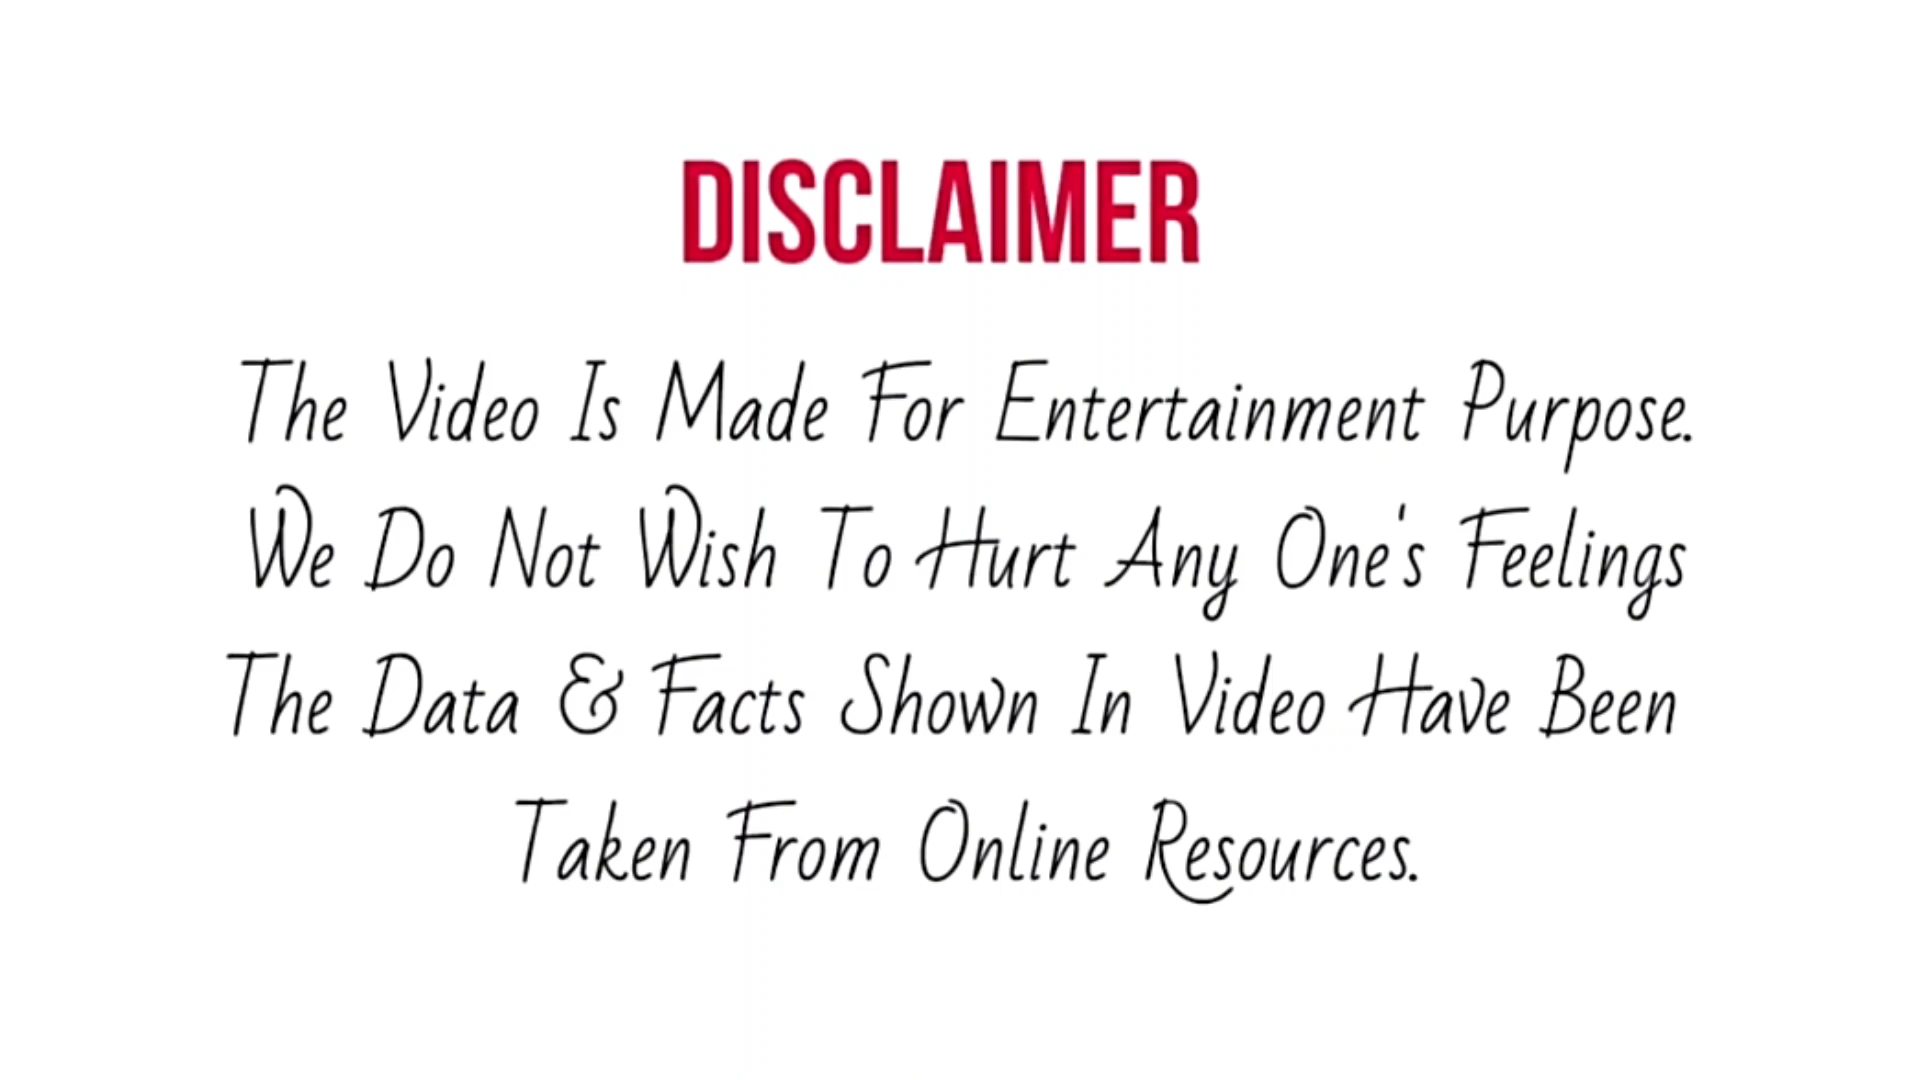 DISCLAIMER
The Video Is Made For Entertainment Purpose.
We Do Not Wish To Hurt Any One's Feelings
The Data & Facts Shown In Video Have Been
Taken From Online Resources.